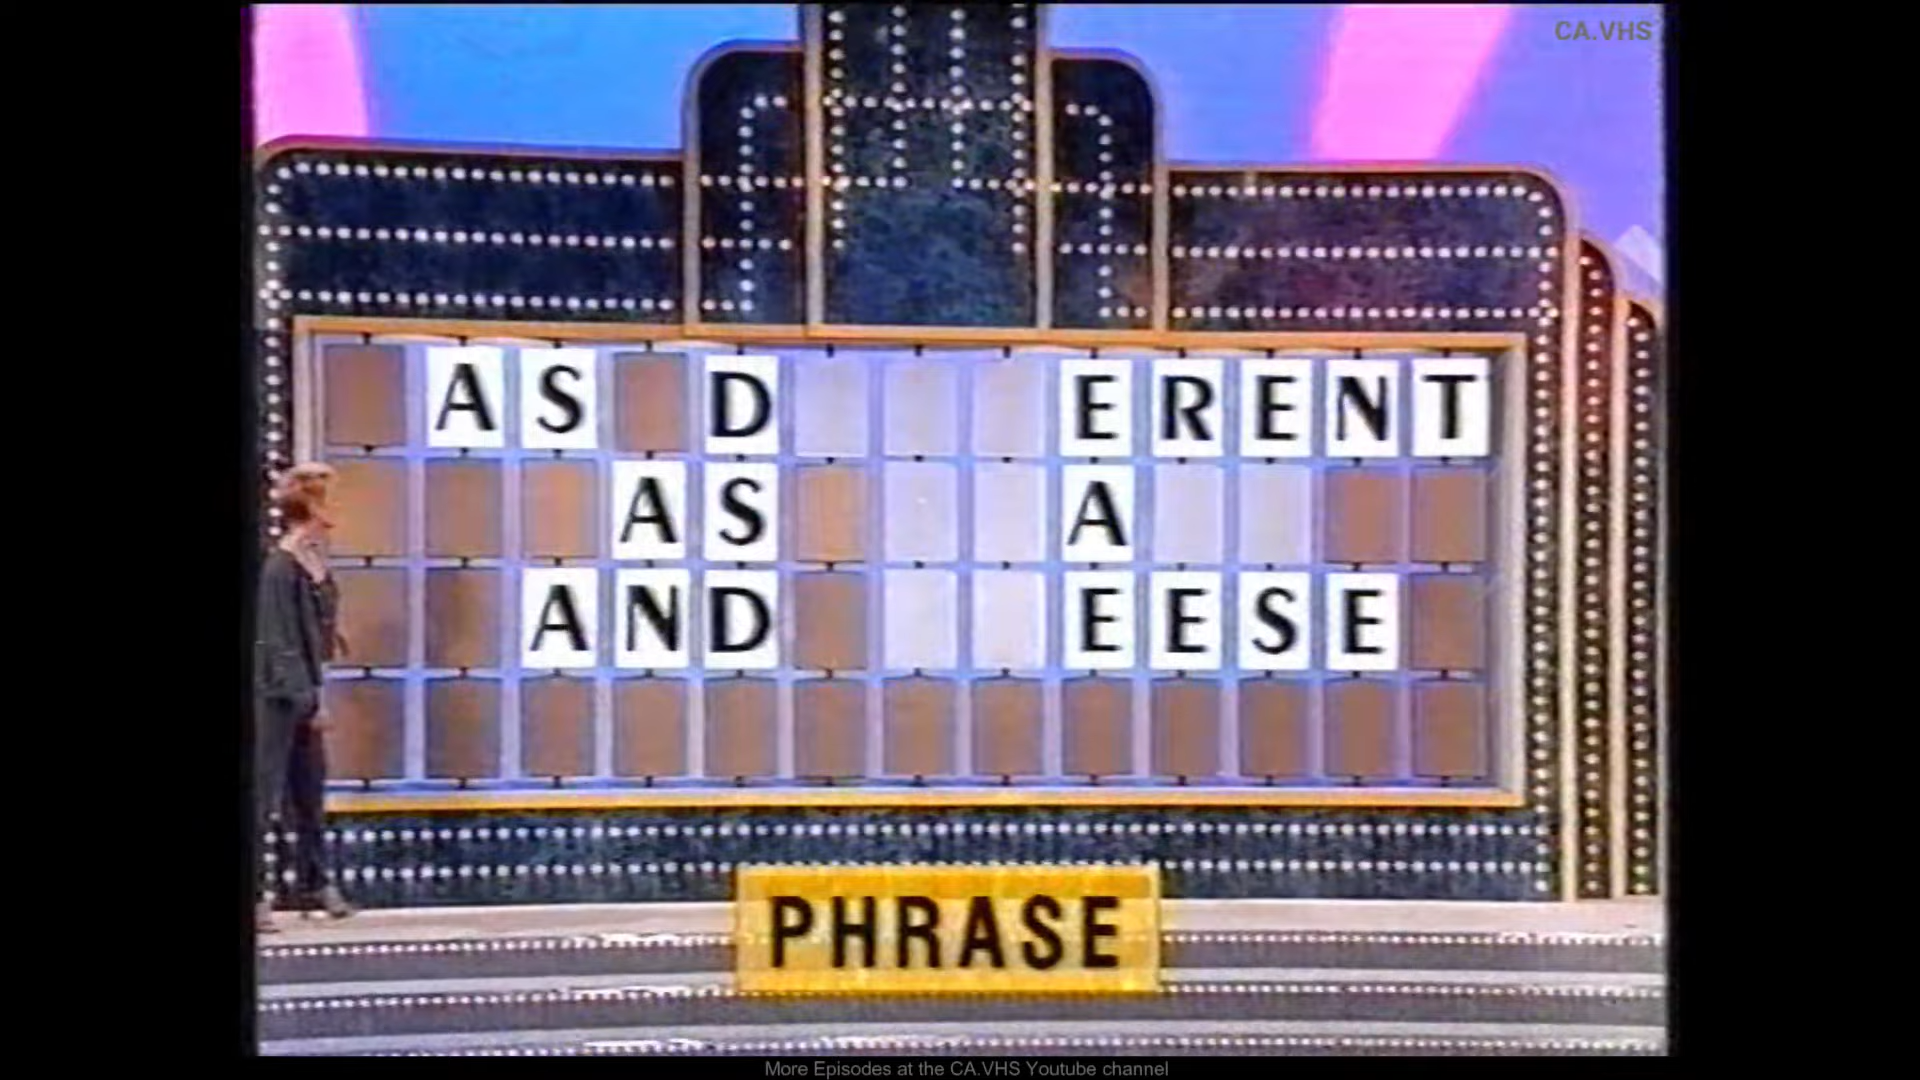 CA.VHS
AS D ERENT
AS A
AND EESE
PHRASE
More Episodes at the CA.VHS Youtube channel